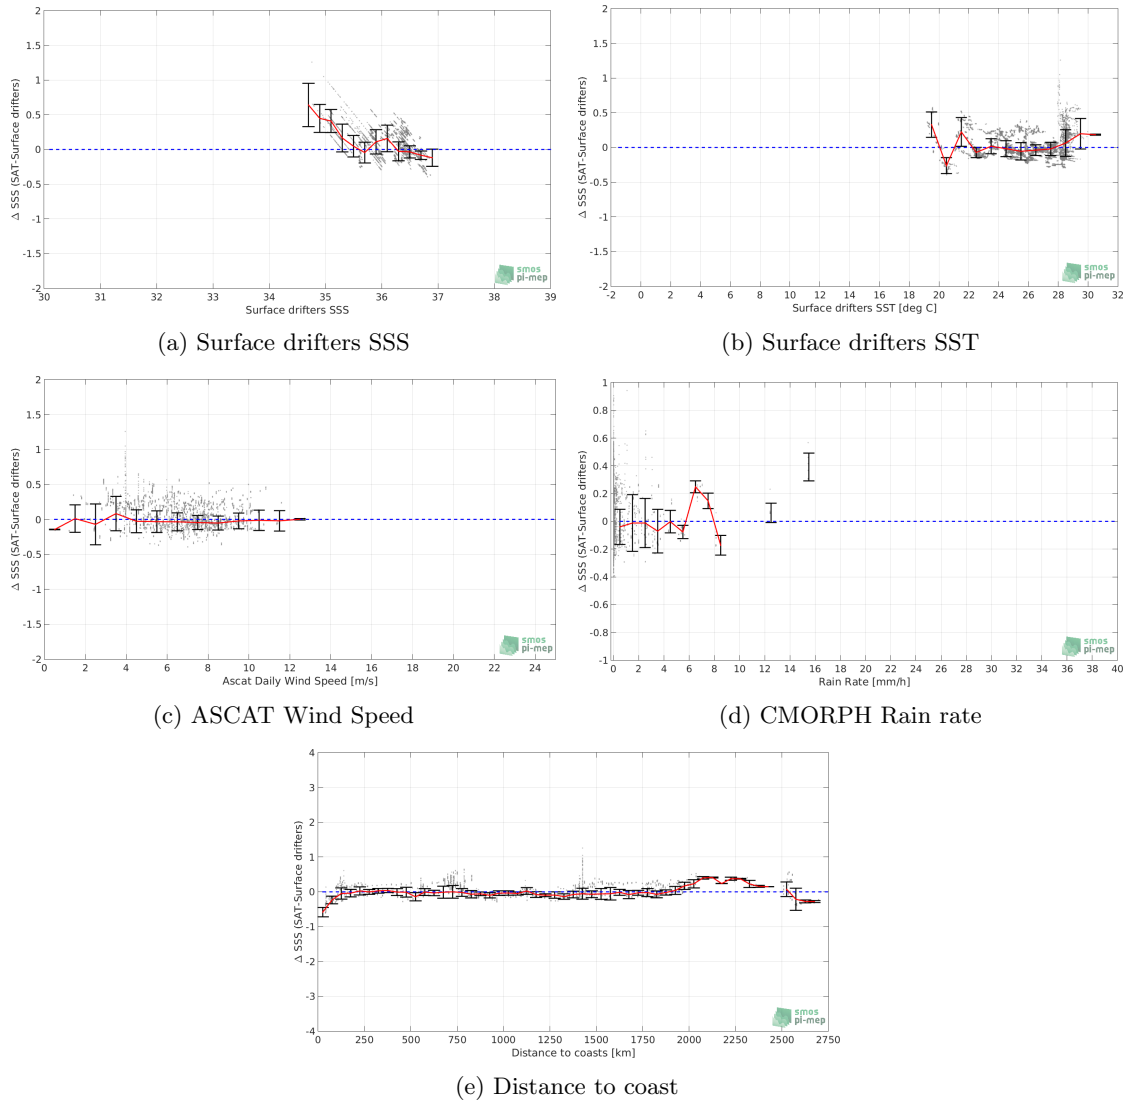 2
1.5
1
0.5
0
-0.5
-1
-1.5
-2
Δ SSS (SAT-Surface drifters)
30 31 32 33 34 35 36 37 38 39
Surface drifters SSS
smos
pi-mep
(a) Surface drifters SSS
2
1.5
1
0.5
0
-0.5
-1
-1.5
-2
Δ SSS (SAT-Surface drifters)
-2 0 2 4 6 8 10 12 14 16 18 20 22 24 26 28 30 32
Surface drifters SST [deg C]
smos
pi-mep
(b) Surface drifters SST
2
1.5
1
0.5
0
-0.5
-1
-1.5
-2
Δ SSS (SAT-Surface drifters)
0 2 4 6 8 10 12 14 16 18 20 22 24
Ascat Daily Wind Speed [m/s]
smos
pi-mep
(c) ASCAT Wind Speed
1
0.8
0.6
0.4
0.2
0
-0.2
-0.4
-0.6
-0.8
-1
Δ SSS (SAT-Surface drifters)
0 2 4 6 8 10 12 14 16 18 20 22 24 26 28 30 32 34 36 38 40
Rain Rate [mm/h]
smos
pi-mep
(d) CMORPH Rain rate
4
3
2
1
0
-1
-2
-3
-4
Δ SSS (SAT-Surface drifters)
0 250 500 750 1000 1250 1500 1750 2000 2250 2500 2750
Distance to coasts [km]
smos
pi-mep
(e) Distance to coast